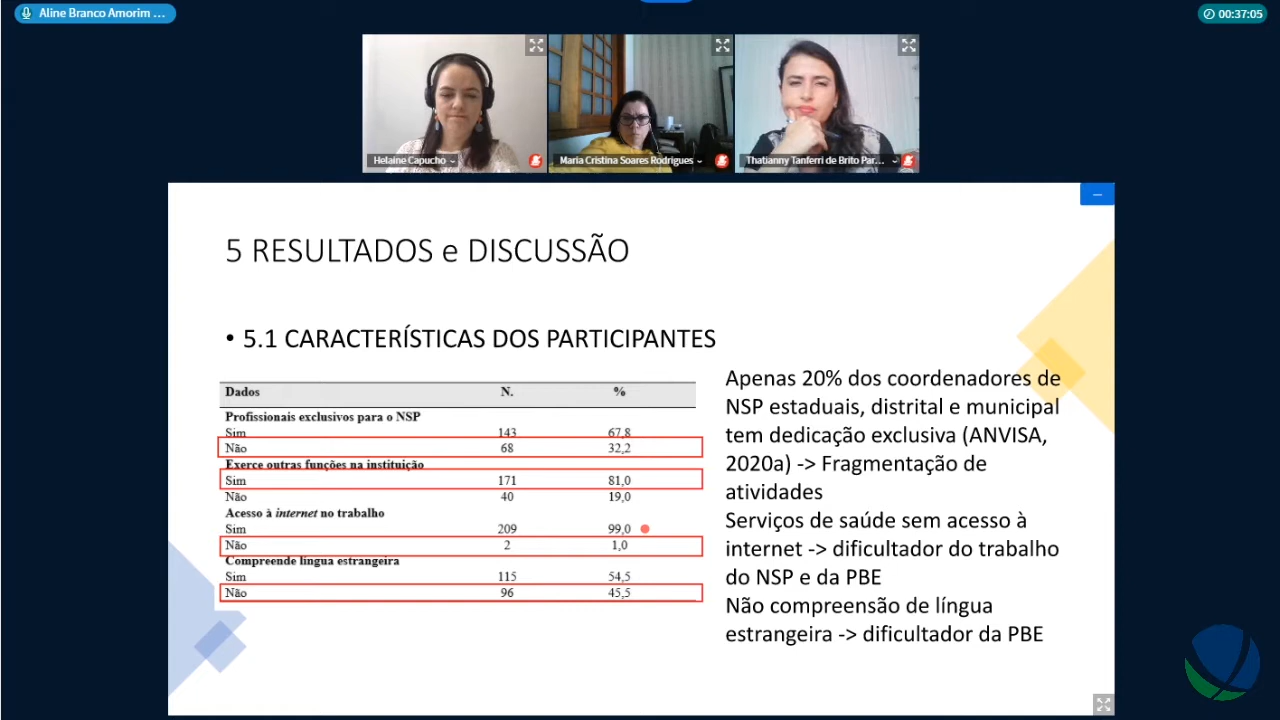 Aline Branco Amorim ...
00:37:05
Helaine Capucho
Maria Cristina Soares Rodrigues
Thatianny Tanferri de Brito Par...
5 RESULTADOS e DISCUSSÃO
• 5.1 CARACTERÍSTICAS DOS PARTICIPANTES
Dados N. %
Profissionais exclusivos para o NSP
Sim 143 67,8
Não 68 32,2
Exerce outras funções na instituição
Sim 171 81,0
Não 40 19,0
Acesso à internet no trabalho
Sim 209 99,0
Não 2 1,0
Compreende língua estrangeira
Sim 115 54,5
Não 96 45,5
Apenas 20% dos coordenadores de
NSP estaduais, distrital e municipal
tem dedicação exclusiva (ANVISA,
2020a) -> Fragmentação de
atividades
Serviços de saúde sem acesso à
internet -> dificultador do trabalho
do NSP e da PBE
Não compreensão de língua
estrangeira -> dificultador da PBE